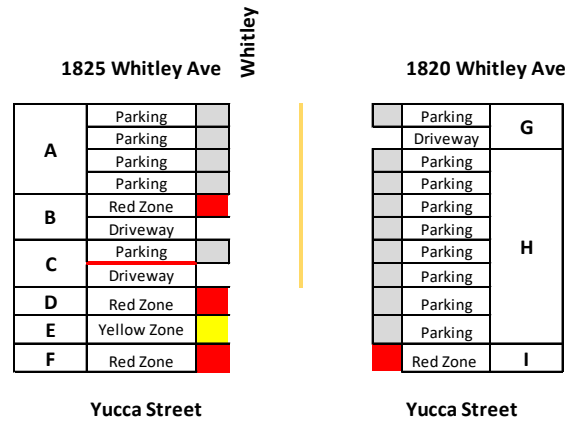 Whitley
1825 Whitley Ave
1820 Whitley Ave
A
Parking
Parking
Parking
Parking
B
Red Zone
Driveway
C
Parking
Driveway
D
Red Zone
E
Yellow Zone
F
Red Zone
Parking
G
Driveway
Parking
Parking
Parking
Parking
Parking
H
Parking
Parking
Parking
Red Zone
I
Yucca Street
Yucca Street